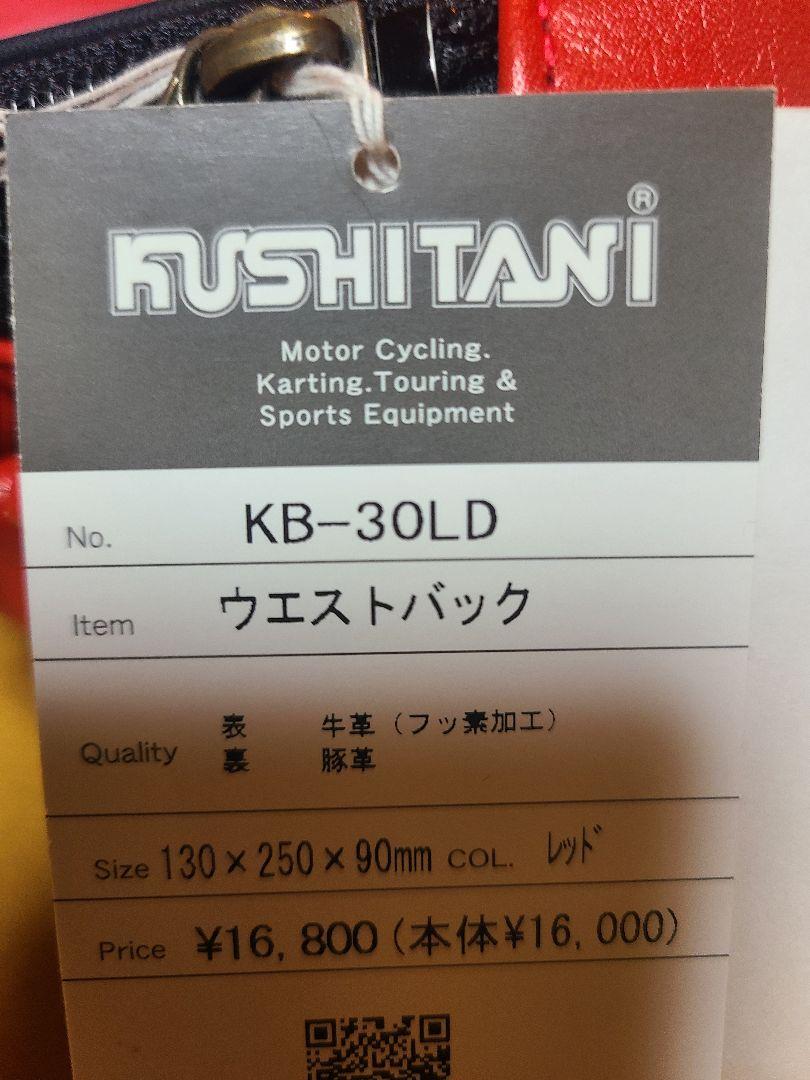 KUSHITANI®
Motor Cycling.
Karting.Touring &
Sports Equipment
No. KB-30LD
Item ウエストバック
Quality 表 牛革（フッ素加工）
裏 豚革
Size 130×250×90mm COL. レッド
Price ¥16,800(本体¥16,000)